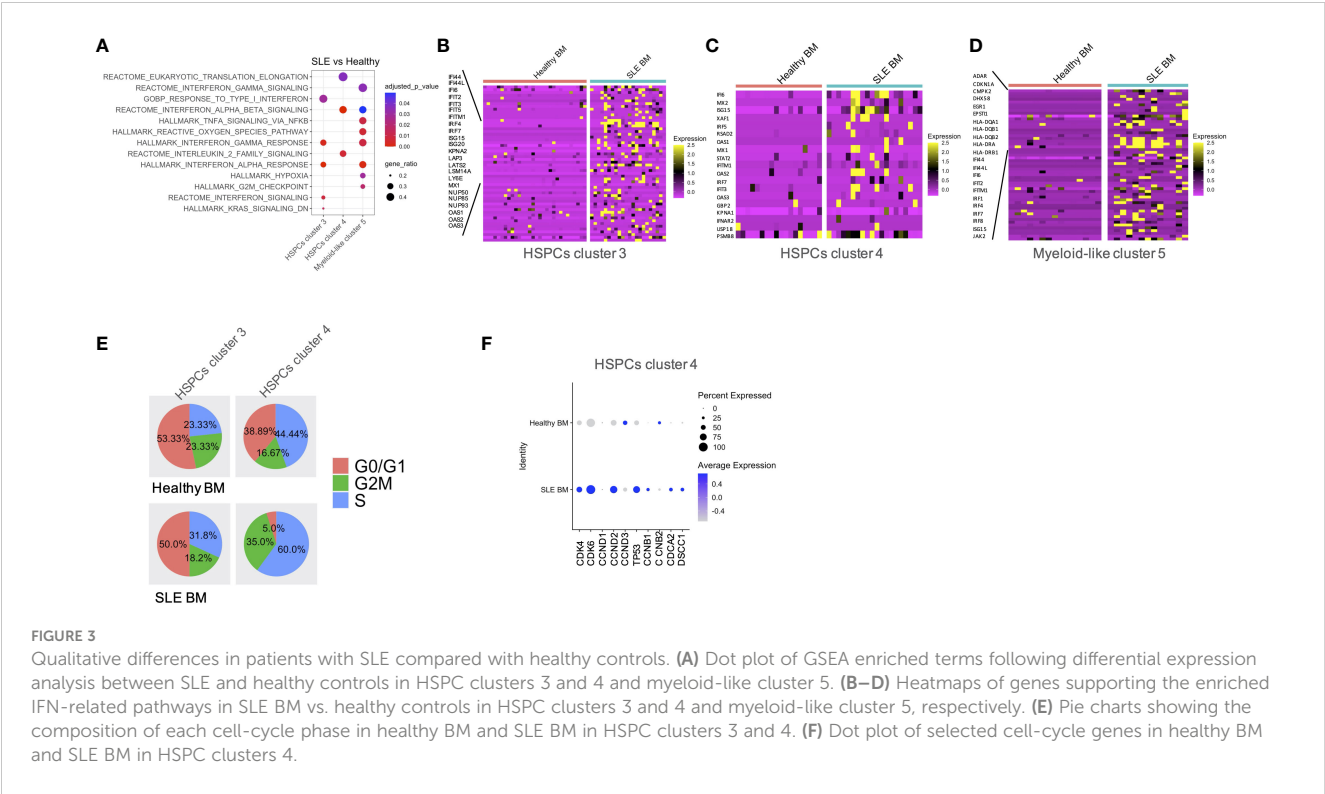 A
SLE vs Healthy
REACTOME_EUKARYOTIC_TRANSLATION_ELONGATION
REACTOME_INTERFERON_GAMMA_SIGNALING
GOBP_RESPONSE_TO_TYPE_I_INTERFERON
REACTOME_INTERFERON_ALPHA_BETA_SIGNALING
HALLMARK_TNFA_SIGNALING_VIA_NFKB
HALLMARK_REACTIVE_OXYGEN_SPECIES_PATHWAY
HALLMARK_INTERFERON_GAMMA_RESPONSE
REACTOME_INTERLEUKIN_2_FAMILY_SIGNALING
HALLMARK_INTERFERON_ALPHA_RESPONSE
HALLMARK_HYPOXIA
HALLMARK_G2M_CHECKPOINT
REACTOME_INTERFERON_SIGNALING
HALLMARK_KRAS_SIGNALING_DN
HSPCs cluster 3
HSPCs cluster 4
Myeloid-like cluster 5
adjusted_p_value
0.04
0.03
0.02
0.01
0.00
gene_ratio
0.2
0.3
0.4
B
Healthy BM
SLE BM
IFI44
IFI44L
IFI6
IFIT2
IFIT3
IFIT5
IFITM1
IRF4
IRF7
ISG15
ISG20
KPNA2
LAP3
LATS2
LSM14A
LY6E
MX1
NUP50
NUP85
NUP93
OAS1
OAS2
OAS3
Expression
2.5
2.0
1.5
1.0
0.5
0.0
HSPCs cluster 3
C
Healthy BM
SLE BM
IFI6
MX2
ISG15
XAF1
IRF5
RSAD2
OAS1
MX1
STAT2
IFITM1
OAS2
IRF7
IFIT3
OAS3
GBP2
KPNA1
IFNAR2
USP18
PSMB8
Expression
2.5
2.0
1.5
1.0
0.5
0.0
HSPCs cluster 4
D
Healthy BM
SLE BM
ADAR
CDKN1A
CMPK2
DHX58
EGR1
EPSTI1
HLA-DQA1
HLA-DQB1
HLA-DQB2
HLA-DRA
HLA-DRB1
IFI44
IFI44L
IFI6
IFIT2
IFITM1
IRF1
IRF4
IRF7
IRF8
ISG15
JAK2
Expression
2.5
2.0
1.5
1.0
0.5
0.0
Myeloid-like cluster 5
E
HSPCs cluster 3
HSPCs cluster 4
23.33%
53.33%
23.33%
38.89%
44.44%
16.67%
Healthy BM
31.8%
50.0%
18.2%
5.0%
35.0%
60.0%
SLE BM
G0/G1
G2M
S
F
HSPCs cluster 4
Healthy BM
SLE BM
Identity
CDK4
CDK6
CCND1
CCND2
CCND3
TP53
CCNB1
C CNB2
CDCA2
DSCC1
Percent Expressed
0
25
50
75
100
Average Expression
0.4
0.0
-0.4
FIGURE 3
Qualitative differences in patients with SLE compared with healthy controls. (A) Dot plot of GSEA enriched terms following differential expression
analysis between SLE and healthy controls in HSPC clusters 3 and 4 and myeloid-like cluster 5. (B–D) Heatmaps of genes supporting the enriched
IFN-related pathways in SLE BM vs. healthy controls in HSPC clusters 3 and 4 and myeloid-like cluster 5, respectively. (E) Pie charts showing the
composition of each cell-cycle phase in healthy BM and SLE BM in HSPC clusters 3 and 4. (F) Dot plot of selected cell-cycle genes in healthy BM
and SLE BM in HSPC clusters 4.